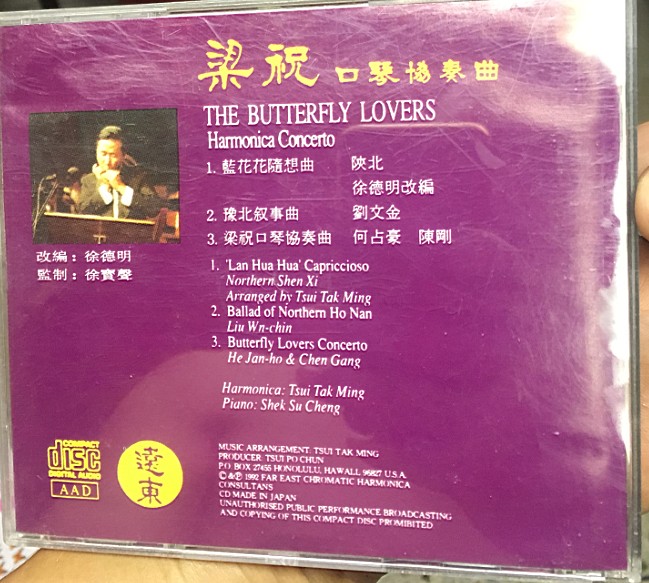 梁祝 口琴協奏曲
THE BUTTERFLY LOVERS
Harmonica Concerto
1. 藍花花隨想曲 陝北
徐德明改編
2. 豫北叙事曲 劉文金
3. 梁祝口琴協奏曲 何占豪 陳剛
改編：徐德明
監制：徐寶聲
1. 'Lan Hua Hua' Capriccioso
Northern Shen Xi
Arranged by Tsui Tak Ming
2. Ballad of Northern Ho Nan
Liu Wn-chin
3. Butterfly Lovers Concerto
He Jan-ho & Chen Gang
Harmonica: Tsui Tak Ming
Piano: Shek Su Cheng
COMPACT
disc
DIGITAL AUDIO
AAD
遠東
MUSIC ARRANGEMENT: TSUI TAK MING
PRODUCER: TSUI PO CHUN
P.O. BOX 27455 HONOLULU, HAWALL 96827 U.S.A.
©&℗ 1992 FAR EAST CHROMATIC HARMONICA
CONSULTANS
CD MADE IN JAPAN
UNAUTHORISED PUBLIC PERFORMANCE BROADCASTING
AND COPYING OF THIS COMPACT DISC PROHIBITED